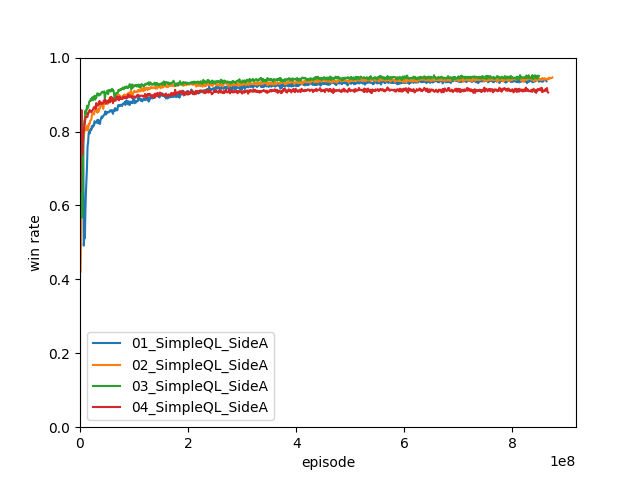 1.0
0.8
0.6
0.4
0.2
0.0
win rate
01_SimpleQL_SideA
02_SimpleQL_SideA
03_SimpleQL_SideA
04_SimpleQL_SideA
0 2 4 6 8
1e8
episode